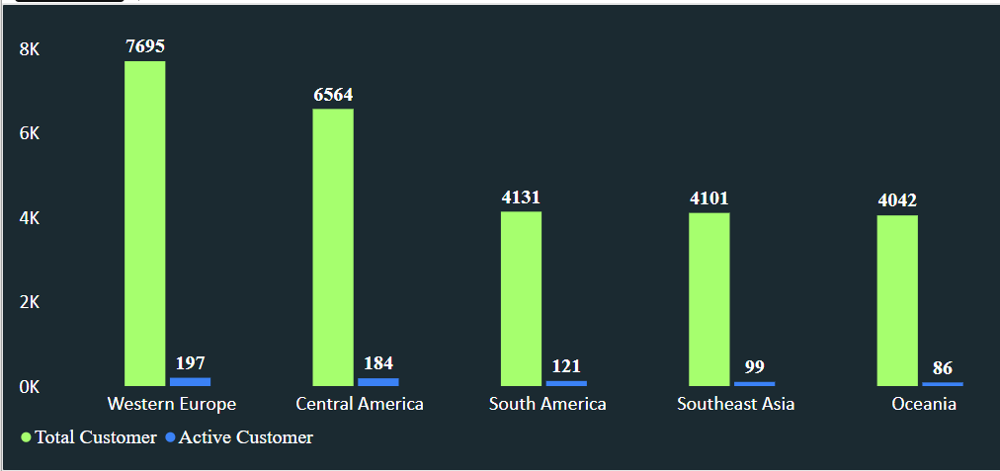 8K
6K
4K
2K
0K
7695
197
6564
184
4131
121
4101
99
4042
86
Western Europe
Central America
South America
Southeast Asia
Oceania
Total Customer
Active Customer